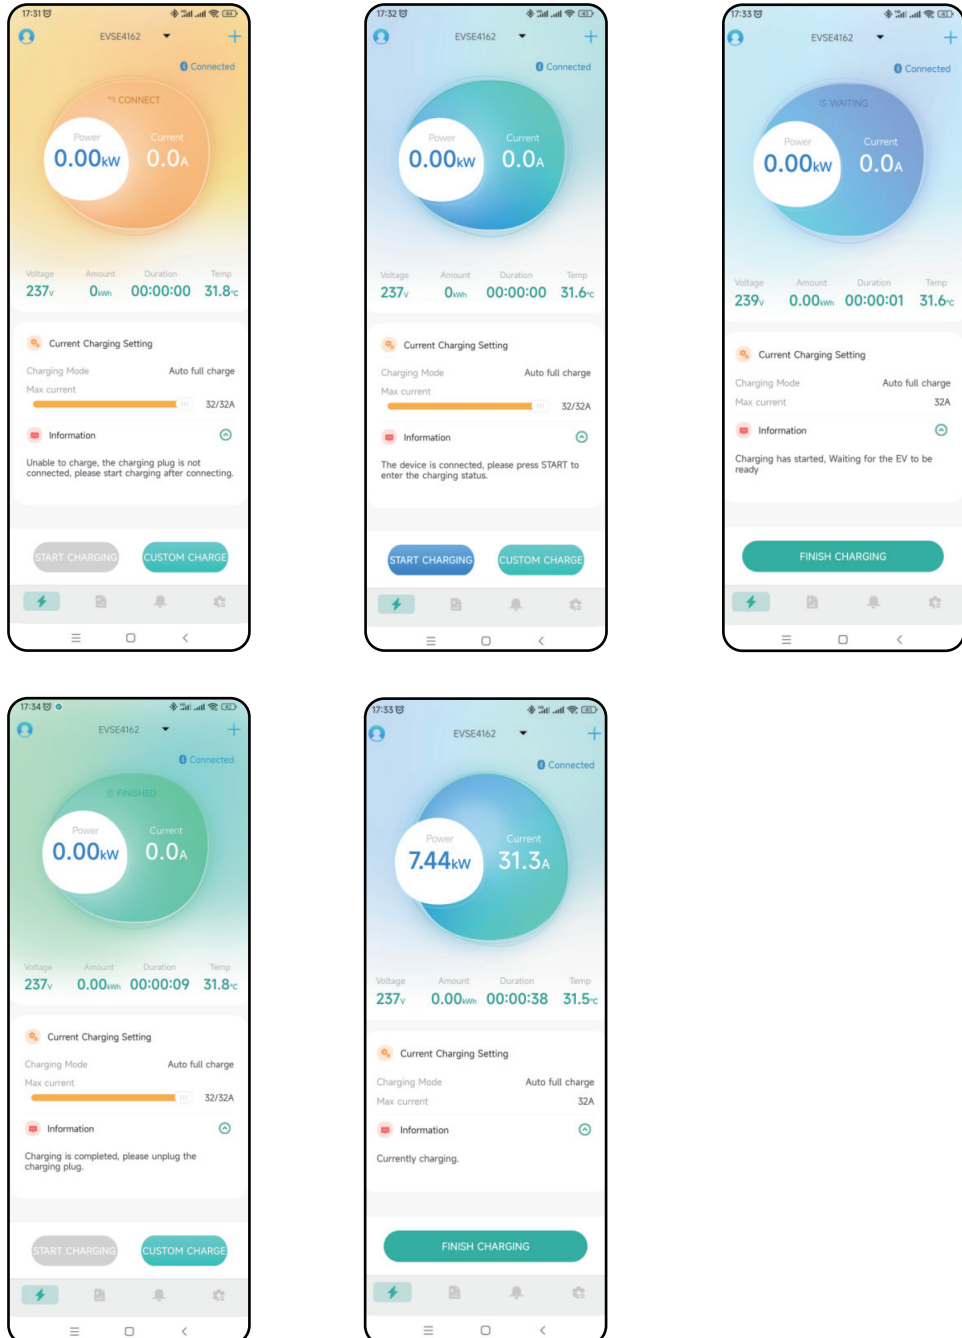 17:31
EVSE4162
Connected
CONNECT
Power
Current
0.00kW
0.0A
Voltage
Amount
Duration
Temp
237V
0kWh
00:00:00
31.8°C
Current Charging Setting
Charging Mode
Auto full charge
Max current
32/32A
Information
Unable to charge, the charging plug is not
connected, please start charging after connecting.
START CHARGING
CUSTOM CHARGE
17:32
EVSE4162
Connected
Power
Current
0.00kW
0.0A
Voltage
Amount
Duration
Temp
237V
0kWh
00:00:00
31.6°C
Current Charging Setting
Charging Mode
Auto full charge
Max current
32/32A
Information
The device is connected, please press START to
enter the charging status.
START CHARGING
CUSTOM CHARGE
17:33
EVSE4162
Connected
WAITING
Power
Current
0.00kW
0.0A
Voltage
Amount
Duration
Temp
239V
0.00kWh
00:00:01
31.6°C
Current Charging Setting
Charging Mode
Auto full charge
Max current
32A
Information
Charging has started, Waiting for the EV to be
ready
FINISH CHARGING
17:34
EVSE4162
Connected
FINISHED
Power
Current
0.00kW
0.0A
Voltage
Amount
Duration
Temp
237V
0.00kWh
00:00:09
31.8°C
Current Charging Setting
Charging Mode
Auto full charge
Max current
32/32A
Information
Charging is completed, please unplug the
charging plug.
START CHARGING
CUSTOM CHARGE
17:33
EVSE4162
Connected
Power
Current
7.44kW
31.3A
Voltage
Amount
Duration
Temp
237V
0.00kWh
00:00:38
31.5°C
Current Charging Setting
Charging Mode
Auto full charge
Max current
32A
Information
Currently charging.
FINISH CHARGING